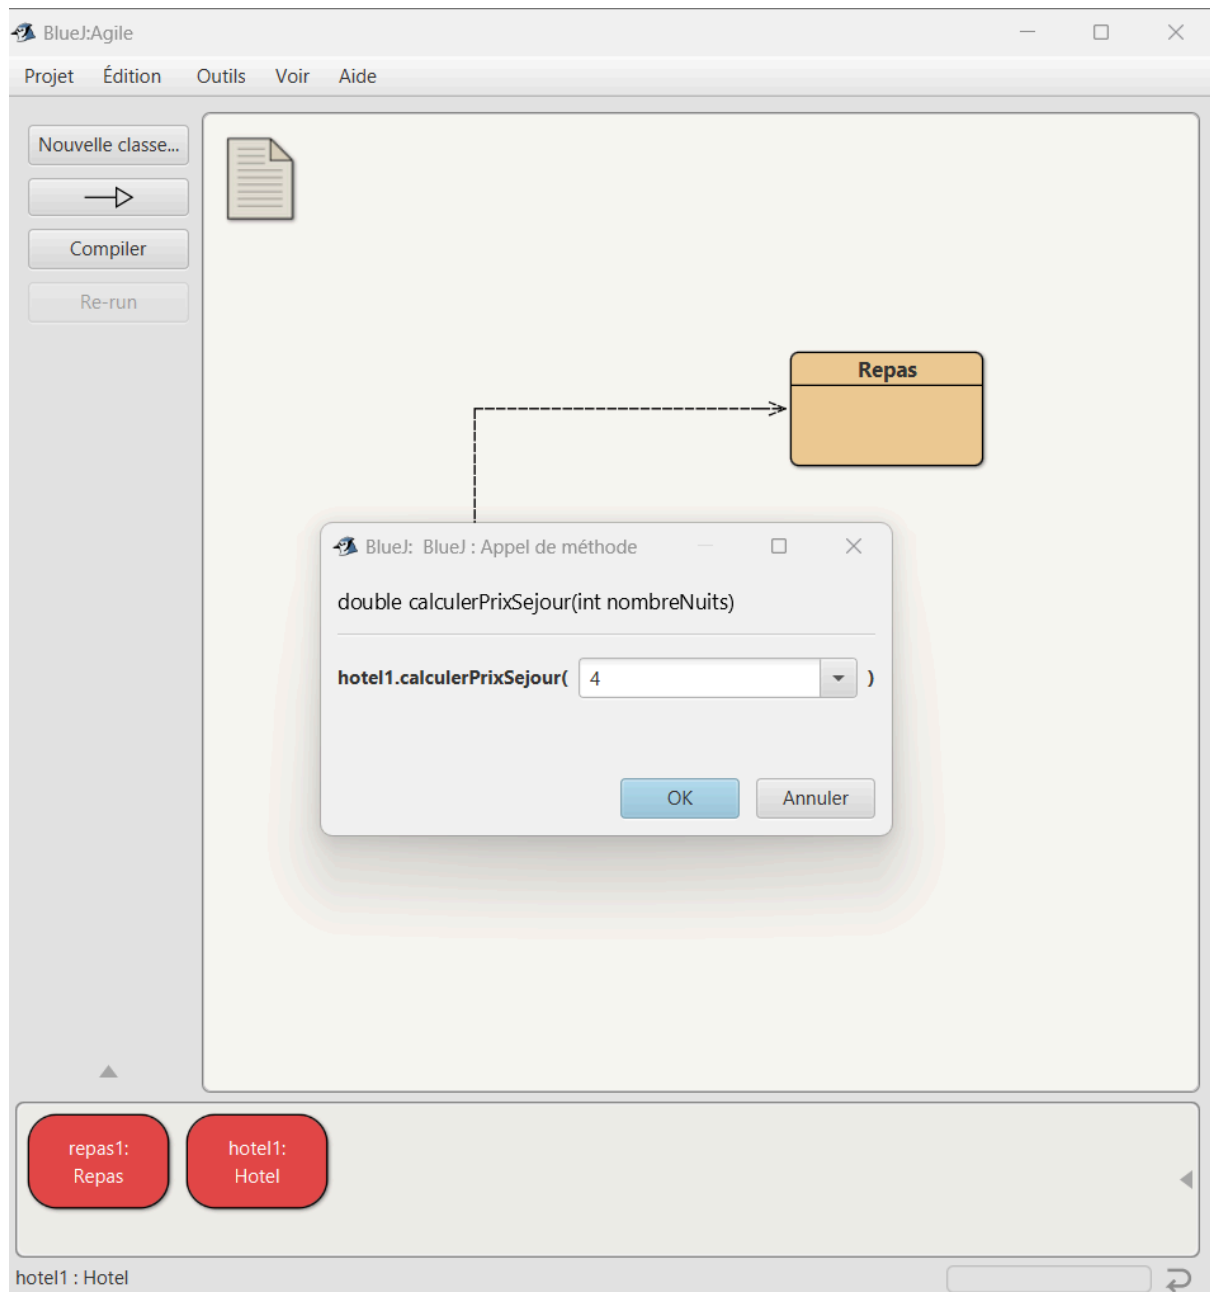 BlueJ:Agile
Projet Édition Outils Voir Aide
Nouvelle classe...
Compiler
Re-run
Repas
BlueJ: BlueJ : Appel de méthode
double calculerPrixSejour(int nombreNuits)
hotel1.calculerPrixSejour( 4 )
OK Annuler
repas1:
Repas
hotel1:
Hotel
hotel1 : Hotel